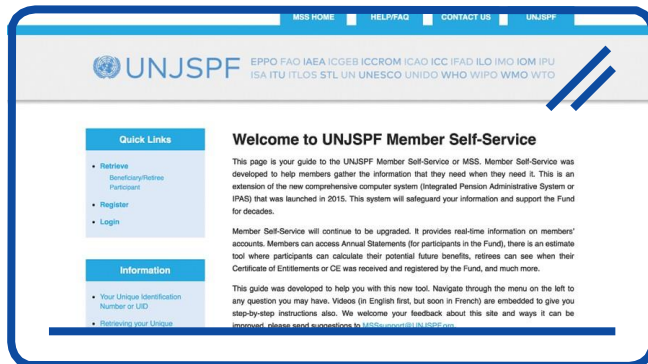 MSS HOME HELP/FAQ CONTACT US UNJSPF
UNJSPF
EPPO FAO IAEA ICGEB ICCROM ICAO ICC IFAD ILO IMO IOM IPU
ISA ITU ITLOS STL UN UNESCO UNIDO WHO WIPO WMO WTO
Quick Links
• Retrieve
Beneficiary/Retiree
Participant
• Register
• Login
Information
• Your Unique Identification
Number or UID
• Retrieving your Unique
Welcome to UNJSPF Member Self-Service
This page is your guide to the UNJSPF Member Self-Service or MSS. Member Self-Service was
developed to help members gather the information that they need when they need it. This is an
extension of the new comprehensive computer system (Integrated Pension Administrative System or
IPAS) that was launched in 2015. This system will safeguard your information and support the Fund
for decades.
Member Self-Service will continue to be upgraded. It provides real-time information on members'
accounts. Members can access Annual Statements (for participants in the Fund), there is an estimate
tool where participants can calculate their potential future benefits, retirees can see when their
Certificate of Entitlements or CE was received and registered by the Fund, and much more.
This guide was developed to help you with this new tool. Navigate through the menu on the left to
any question you may have. Videos (in English first, but soon in French) are embedded to give you
step-by-step instructions also. We welcome your feedback about this site and ways it can be
improved, please send suggestions to MSSsupport@UNJSPF.org.